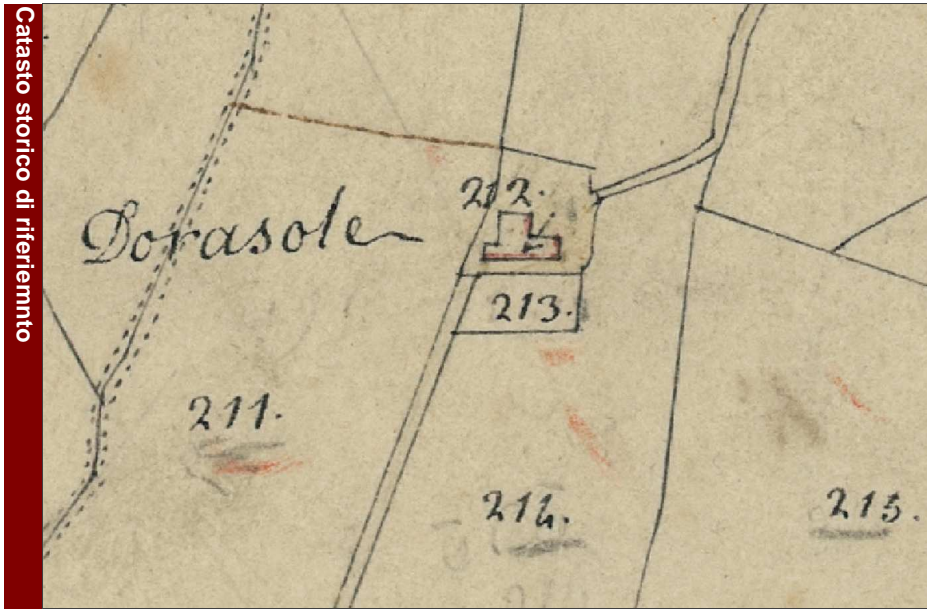 Catasto storico di riferiemnto
212.
Dorasole
213.
211.
214.
215.